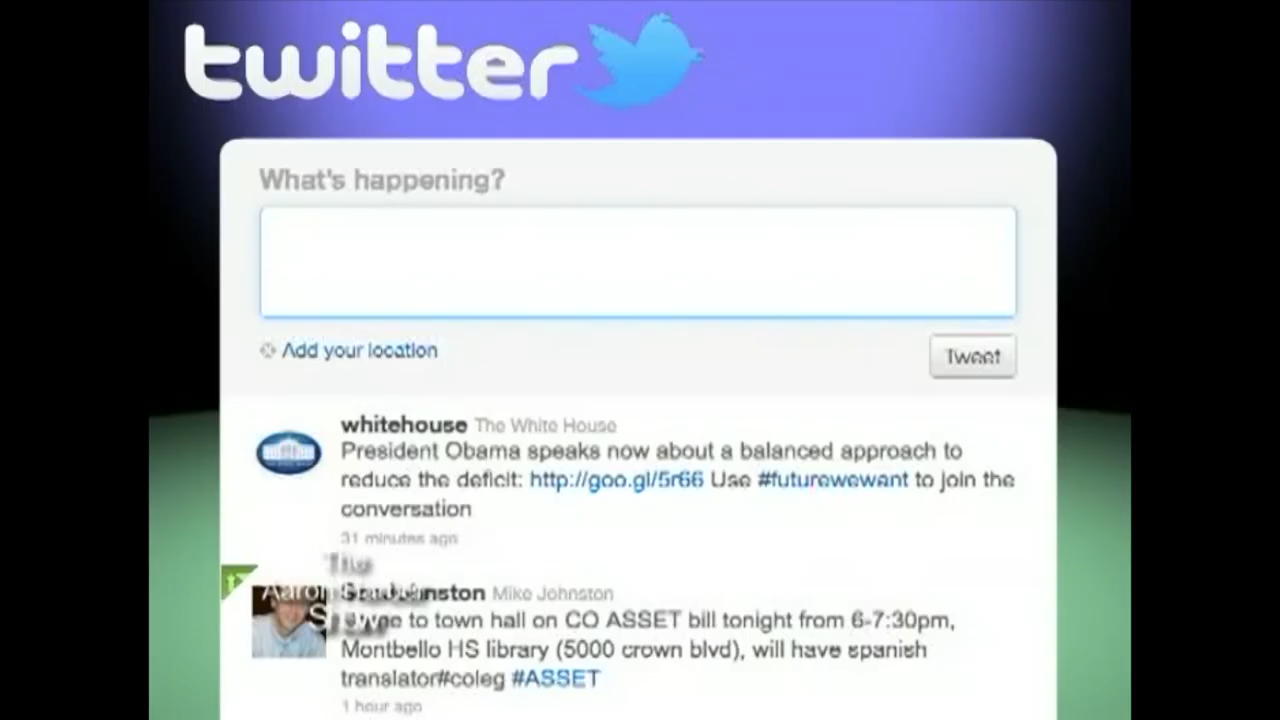 twitter
What's happening?
Add your location
Tweet
whitehouse The White House
President Obama speaks now about a balanced approach to
reduce the deficit: http://goo.gl/5r66 Use #futurewewant to join the
conversation
31 minutes ago
The
Aaron
Show
Mike Johnston
to town hall on CO ASSET bill tonight from 6-7:30pm,
Montbello HS library (5000 crown blvd), will have spanish
translator#coleg #ASSET
1 hour ago